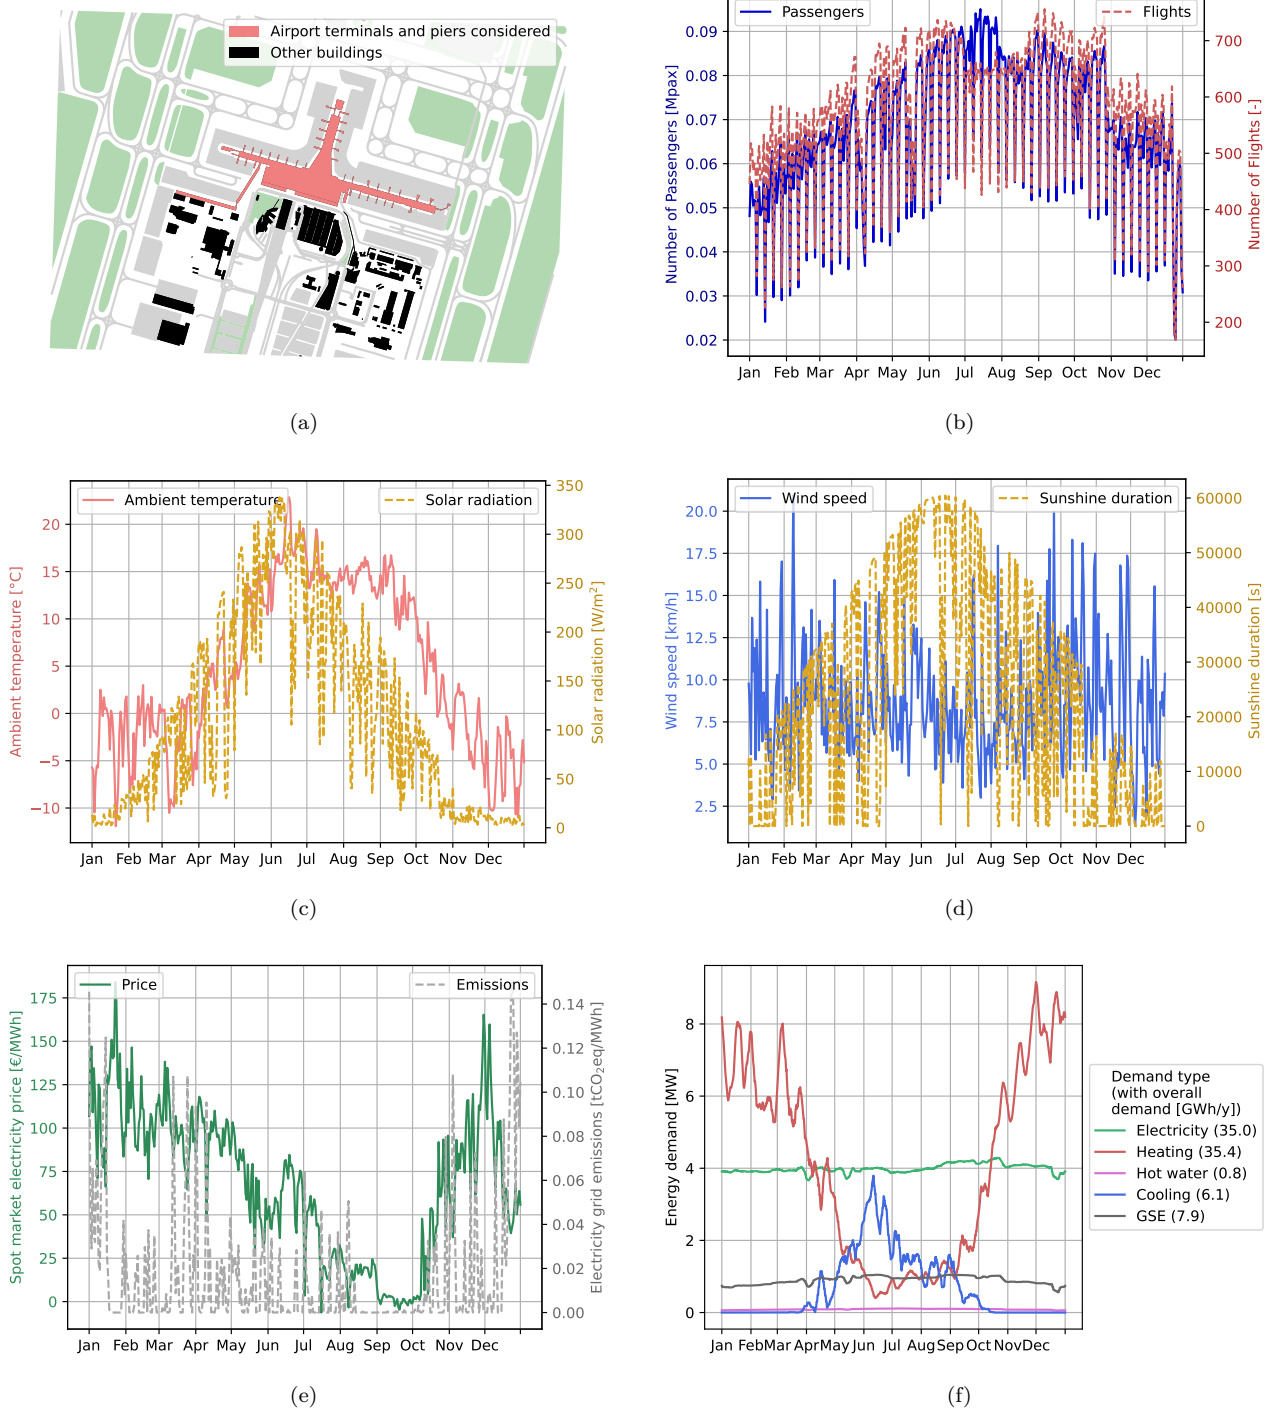 Airport terminals and piers considered
Other buildings
(a)
Passengers
Flights
Number of Passengers [Mpax]
0.09
0.08
0.07
0.06
0.05
0.04
0.03
0.02
700
600
500
400
300
200
Number of Flights [-]
Jan Feb Mar Apr May Jun Jul Aug Sep Oct Nov Dec
(b)
Ambient temperature
Solar radiation
Ambient temperature [°C]
20
15
10
5
0
−5
−10
350
300
250
200
150
100
50
0
Solar radiation [W/m²]
Jan Feb Mar Apr May Jun Jul Aug Sep Oct Nov Dec
(c)
Wind speed
Sunshine duration
Wind speed [km/h]
20.0
17.5
15.0
12.5
10.0
7.5
5.0
2.5
60000
50000
40000
30000
20000
10000
0
Sunshine duration [s]
Jan Feb Mar Apr May Jun Jul Aug Sep Oct Nov Dec
(d)
Price
Emissions
Spot market electricity price [€/MWh]
175
150
125
100
75
50
25
0
0.14
0.12
0.10
0.08
0.06
0.04
0.02
0.00
Electricity grid emissions [tCO₂eq/MWh]
Jan Feb Mar Apr May Jun Jul Aug Sep Oct Nov Dec
(e)
Energy demand [MW]
8
6
4
2
0
Jan Feb Mar Apr May Jun Jul Aug Sep Oct Nov Dec
Demand type
(with overall
demand [GWh/y])
Electricity (35.0)
Heating (35.4)
Hot water (0.8)
Cooling (6.1)
GSE (7.9)
(f)